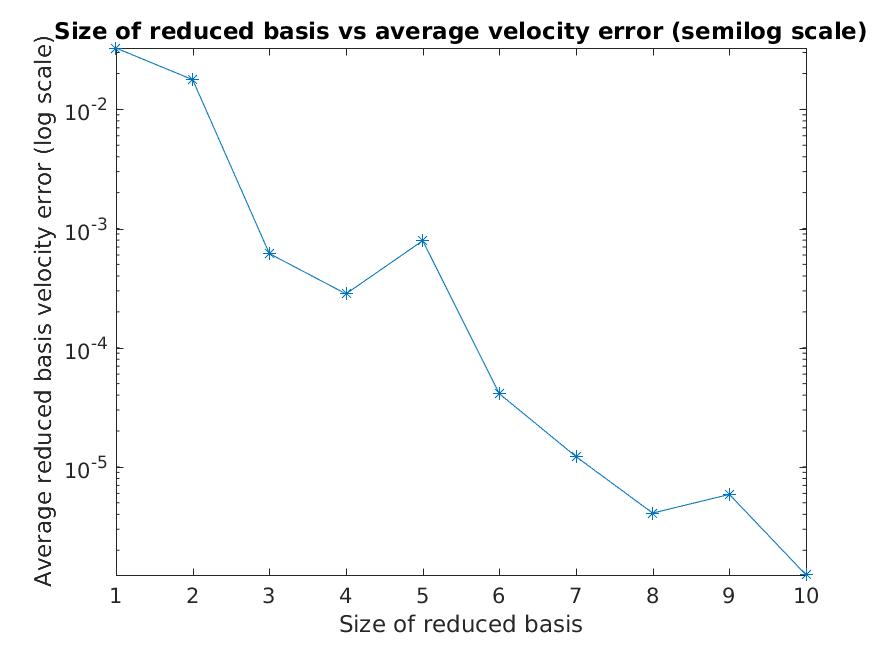 Size of reduced basis vs average velocity error (semilog scale)
Average reduced basis velocity error (log scale)
10^-2
10^-3
10^-4
10^-5
1 2 3 4 5 6 7 8 9 10
Size of reduced basis